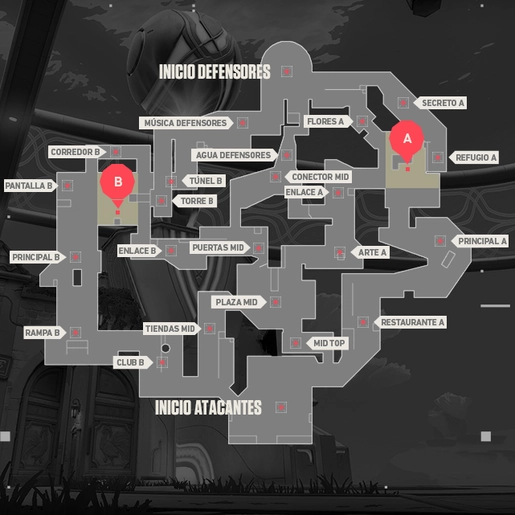 INICIO DEFENSORES
SECRETO A
MÚSICA DEFENSORES
FLORES A
A
CORREDOR B
AGUA DEFENSORES
REFUGIO A
PANTALLA B
B
TÚNEL B
CONECTOR MID
ENLACE A
TORRE B
PRINCIPAL A
ENLACE B
PUERTAS MID
ARTE A
PRINCIPAL B
PLAZA MID
RAMPA B
TIENDAS MID
RESTAURANTE A
MID TOP
CLUB B
INICIO ATACANTES